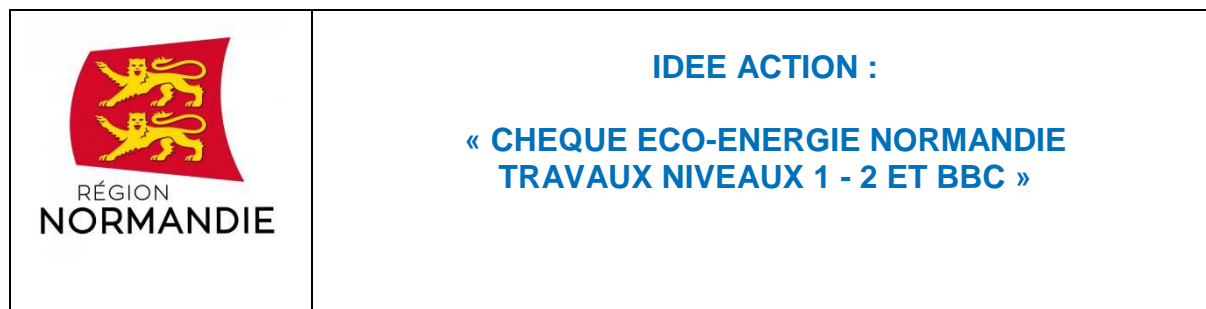 RÉGION
NORMANDIE
IDEE ACTION :
« CHEQUE ECO-ENERGIE NORMANDIE
TRAVAUX NIVEAUX 1 - 2 ET BBC »